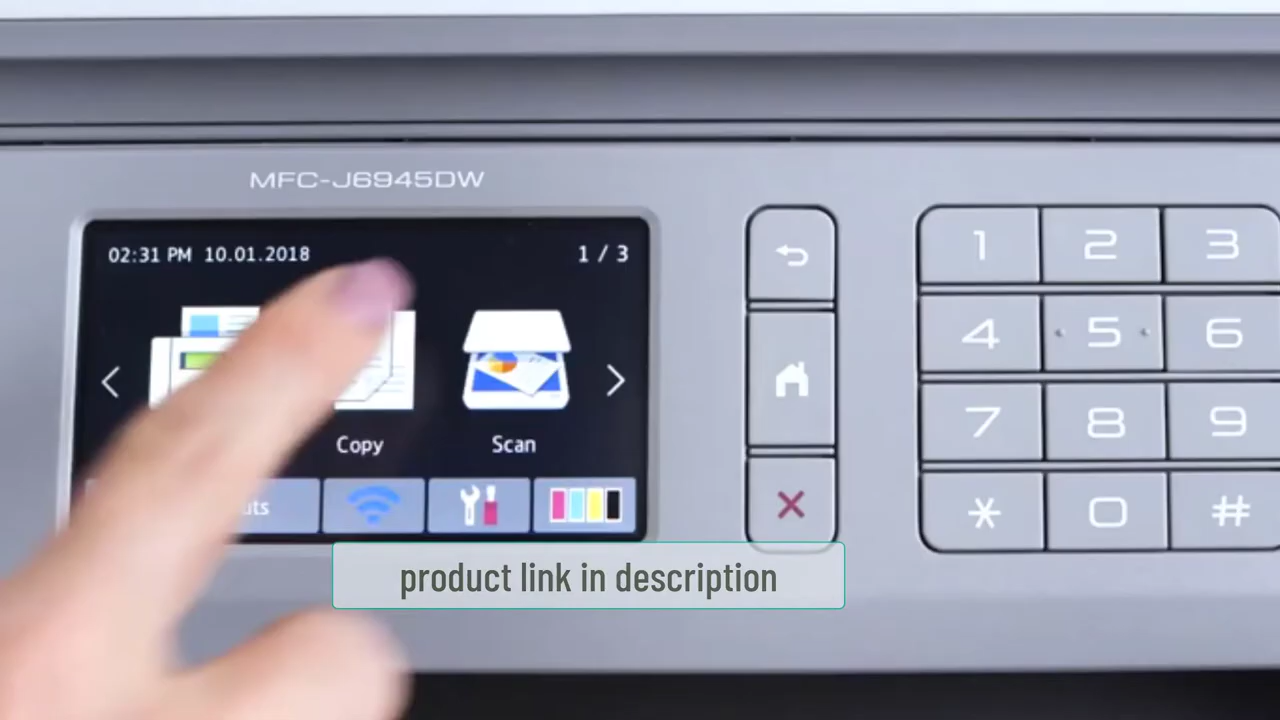 MFC-J6945DW
02:31 PM 10.01.2018
1 / 3
Copy
Scan
1
2
3
4
5
6
7
8
9
*
0
#
product link in description